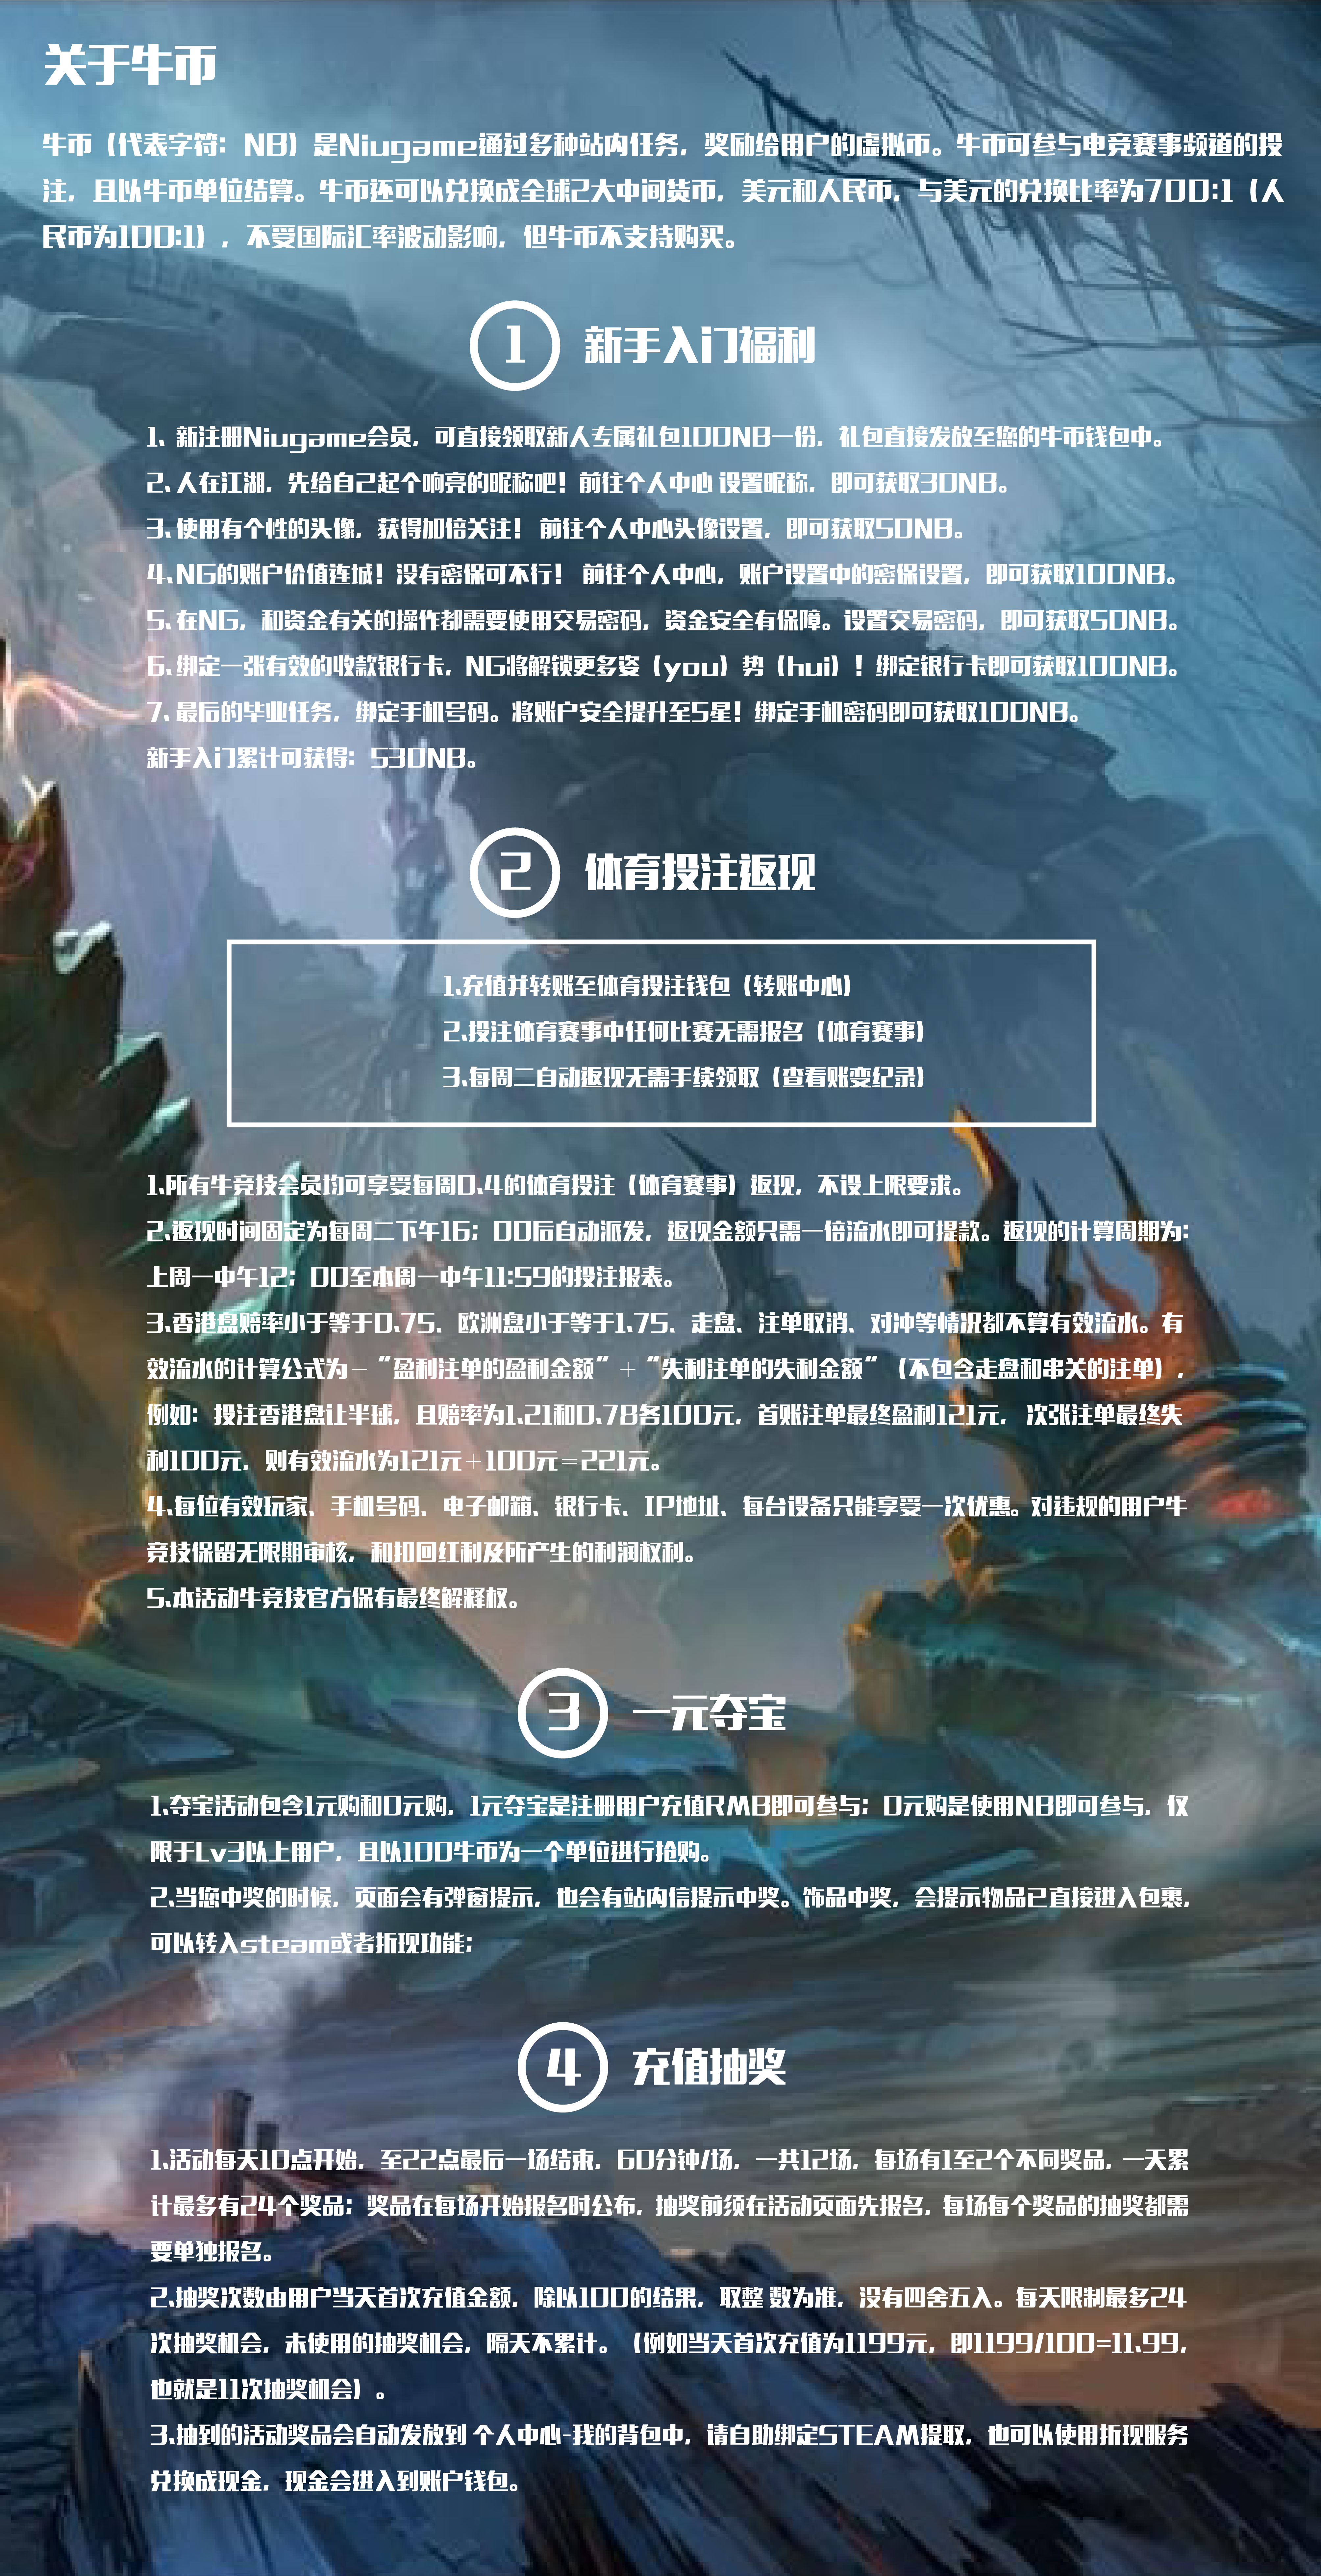 关于牛币
牛币（代表字符：NB）是Niugame通过多种站内任务，奖励给用户的虚拟币。牛币可参与电竞赛事频道的投
注，且以牛币单位结算。牛币还可以兑换成全球2大中间货币，美元和人民币，与美元的兑换比率为700:1（人
民币为100:1），不受国际汇率波动影响，但牛币不支持购买。
1 新手入门福利
1、新注册Niugame会员，可直接领取新人专属礼包100NB一份，礼包直接发放至您的牛币钱包中。
2、人在江湖，先给自己起个响亮的昵称吧！前往个人中心 设置昵称，即可获取30NB。
3、使用有个性的头像，获得加倍关注！ 前往个人中心头像设置，即可获取50NB。
4、NG的账户价值连城！没有密保可不行！ 前往个人中心，账户设置中的密保设置，即可获取100NB。
5、在NG，和资金有关的操作都需要使用交易密码，资金安全有保障。设置交易密码，即可获取50NB。
6、绑定一张有效的收款银行卡，NG将解锁更多姿（you）势（hui）！绑定银行卡即可获取100NB。
7、最后的毕业任务，绑定手机号码。将账户安全提升至5星！绑定手机密码即可获取100NB。
新手入门累计可获得：530NB。
2 体育投注返现
1、充值并转账至体育投注钱包（转账中心）
2、投注体育赛事中任何比赛无需报名（体育赛事）
3、每周二自动返现无需手续领取（查看账变纪录）
1、所有牛竞技会员均可享受每周0.4的体育投注（体育赛事）返现，不设上限要求。
2、返现时间固定为每周二下午16；00后自动派发，返现金额只需一倍流水即可提款。返现的计算周期为：
上周一中午12；00至本周一中午11:59的投注报表。
3、香港盘赔率小于等于0.75、欧洲盘小于等于1.75、走盘、注单取消、对冲等情况都不算有效流水。有
效流水的计算公式为－“盈利注单的盈利金额”＋“失利注单的失利金额”（不包含走盘和串关的注单），
例如：投注香港盘让半球，且赔率为1.21和0.78各100元，首账注单最终盈利121元， 次张注单最终失
利100元，则有效流水为121元＋100元＝221元。
4、每位有效玩家、手机号码、电子邮箱、银行卡、IP地址、每台设备只能享受一次优惠。对违规的用户牛
竞技保留无限期审核，和扣回红利及所产生的利润权利。
5、本活动牛竞技官方保有最终解释权。
3 一元夺宝
1、夺宝活动包含1元购和0元购，1元夺宝是注册用户充值RMB即可参与；0元购是使用NB即可参与，仅
限于Lv3以上用户，且以100牛币为一个单位进行抢购。
2、当您中奖的时候，页面会有弹窗提示，也会有站内信提示中奖。饰品中奖，会提示物品已直接进入包裹，
可以转入steam或者折现功能；
4 充值抽奖
1、活动每天10点开始，至22点最后一场结束，60分钟/场，一共12场，每场有1至2个不同奖品，一天累
计最多有24个奖品；奖品在每场开始报名时公布，抽奖前须在活动页面先报名，每场每个奖品的抽奖都需
要单独报名。
2、抽奖次数由用户当天首次充值金额，除以100的结果，取整 数为准，没有四舍五入。每天限制最多24
次抽奖机会，未使用的抽奖机会，隔天不累计。（例如当天首次充值为1199元，即1199/100=11.99，
也就是11次抽奖机会）。
3、抽到的活动奖品会自动发放到 个人中心-我的背包中，请自助绑定STEAM提取，也可以使用折现服务
兑换成现金，现金会进入到账户钱包。